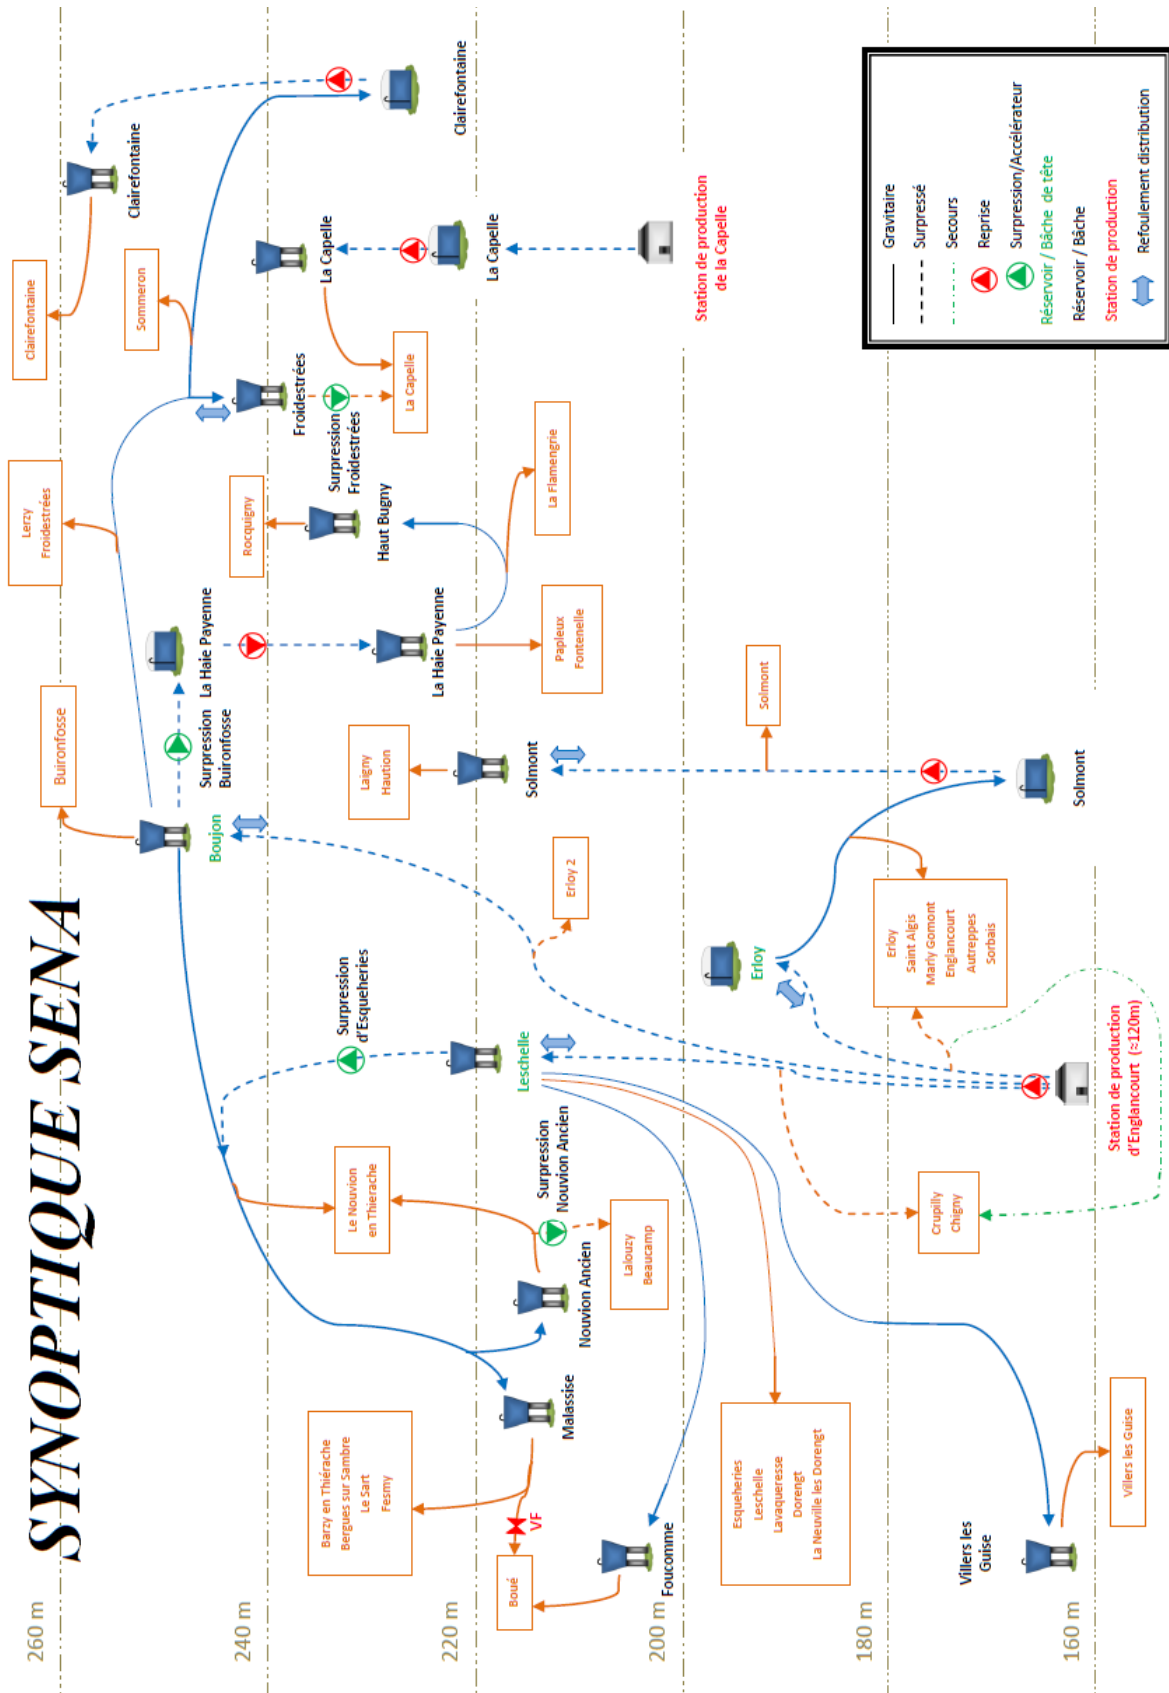 SYNOPTIQUE SENA
260 m
240 m
220 m
200 m
180 m
160 m
Barzy en Thiérache
Bergues sur Sambre
Le Sart
Fesmy
Boué
VF
Malassise
Foucomme
Le Nouvion
en Thierache
Nouvion Ancien
Surpression
Nouvion Ancien
Lalouzy
Beaucamp
Esqueheries
Leschelle
Lavaqueresse
Dorengt
La Neuville les Dorengt
Villers les
Guise
Villers les Guise
Surpression
d'Esqueheries
Leschelle
Crupilly
Chigny
Station de production
d'Englancourt (≈120m)
Buironfosse
Boujon
Surpression
Buironfosse
La Haie Payenne
La Haie Payenne
Papleux
Fontenelle
La Flamengrie
Haut Bugny
Rocquigny
Erloy 2
Erloy
Erloy
Saint Algis
Marly Gomont
Englancourt
Autreppes
Sorbais
Laigny
Haution
Solmont
Solmont
Solmont
Lerzy
Froidestrées
Sommeron
Clairefontaine
Clairefontaine
Clairefontaine
Froidestrées
Surpression
Froidestrées
La Capelle
La Capelle
La Capelle
Station de production
de la Capelle
Gravitaire
Surpressé
Secours
Reprise
Surpression/Accélérateur
Réservoir / Bâche de tête
Réservoir / Bâche
Station de production
Refoulement distribution